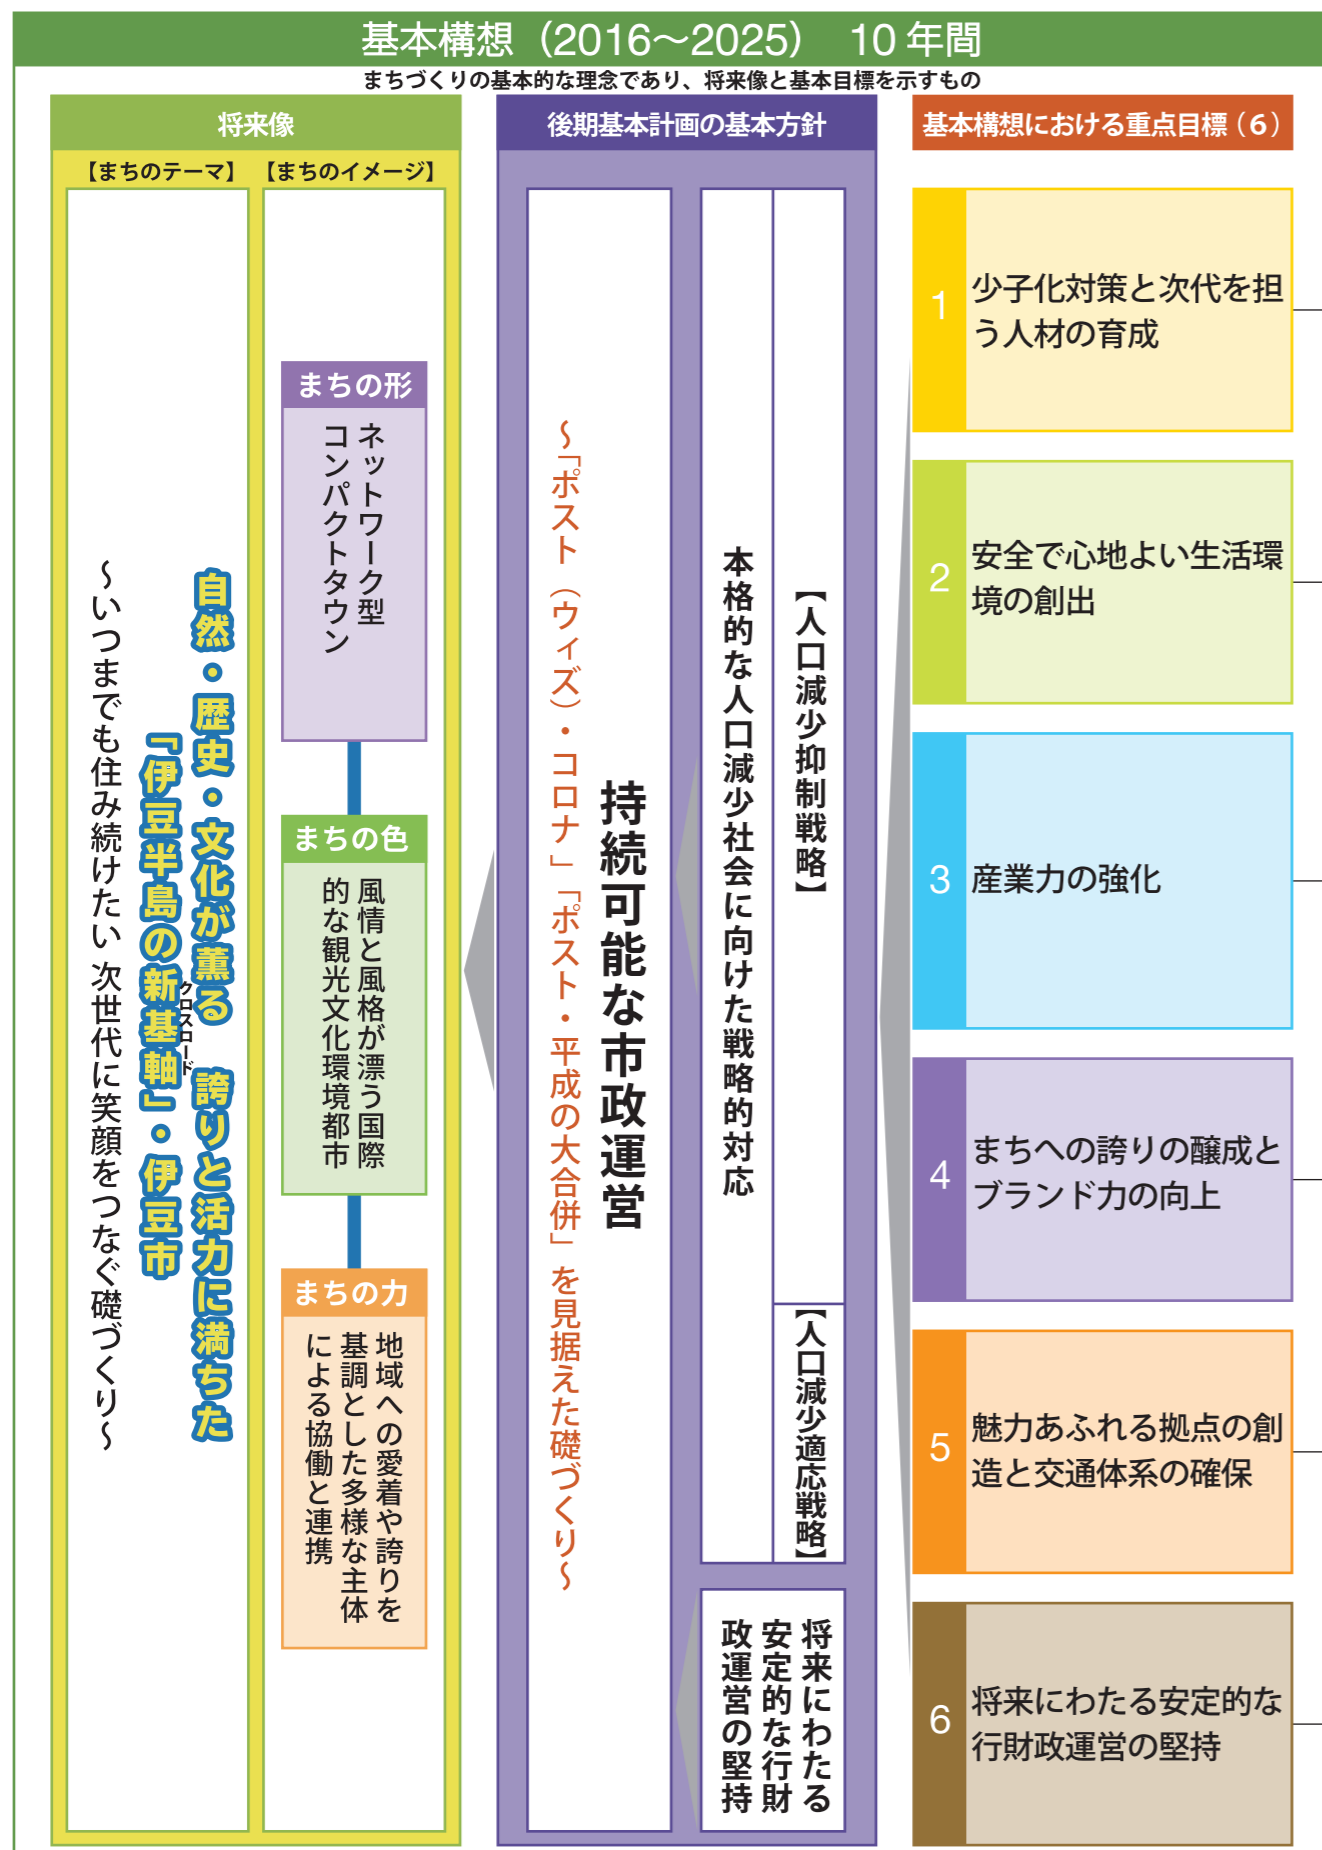 基本構想（2016～2025） 10 年間
まちづくりの基本的な理念であり、将来像と基本目標を示すもの
将来像
【まちのテーマ】
自然・歴史・文化が薫る 誇りと活力に満ちた
『伊豆半島の新基軸』・伊豆市
クロスロード
～いつまでも住み続けたい 次世代に笑顔をつなぐ礎づくり～
【まちのイメージ】
まちの形
ネットワーク型
コンパクトタウン
まちの色
風情と風格が漂う国際
的な観光文化環境都市
まちの力
地域への愛着や誇りを
基調とした多様な主体
による協働と連携
後期基本計画の基本方針
持続可能な市政運営
～「ポスト（ウィズ）・コロナ」「ポスト・平成の大合併」を見据えた礎づくり～
【人口減少抑制戦略】
【人口減少適応戦略】
本格的な人口減少社会に向けた戦略的対応
将来にわたる
安定的な行財
政運営の堅持
基本構想における重点目標（6）
1
少子化対策と次代を担
う人材の育成
2
安全で心地よい生活環
境の創出
3
産業力の強化
4
まちへの誇りの醸成と
ブランド力の向上
5
魅力あふれる拠点の創
造と交通体系の確保
6
将来にわたる安定的な
行財政運営の堅持